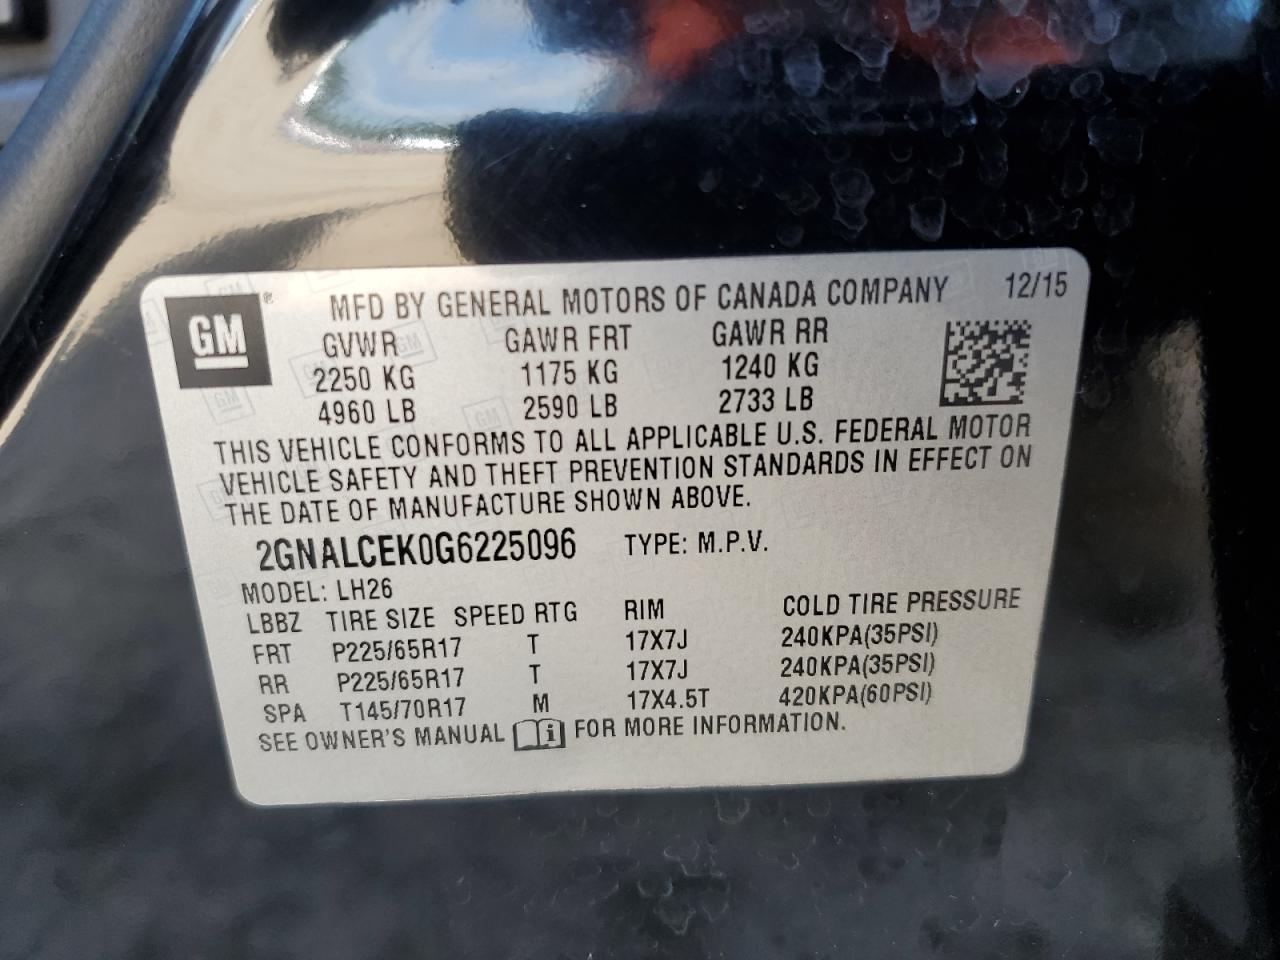 GM ®
MFD BY GENERAL MOTORS OF CANADA COMPANY 12/15
GVWR GAWR FRT GAWR RR
2250 KG 1175 KG 1240 KG
4960 LB 2590 LB 2733 LB
THIS VEHICLE CONFORMS TO ALL APPLICABLE U.S. FEDERAL MOTOR
VEHICLE SAFETY AND THEFT PREVENTION STANDARDS IN EFFECT ON
THE DATE OF MANUFACTURE SHOWN ABOVE.
2GNALCEK0G6225096 TYPE: M.P.V.
MODEL: LH26
LBBZ TIRE SIZE SPEED RTG RIM COLD TIRE PRESSURE
FRT P225/65R17 T 17X7J 240KPA(35PSI)
RR P225/65R17 T 17X7J 240KPA(35PSI)
SPA T145/70R17 M 17X4.5T 420KPA(60PSI)
SEE OWNER'S MANUAL i FOR MORE INFORMATION.